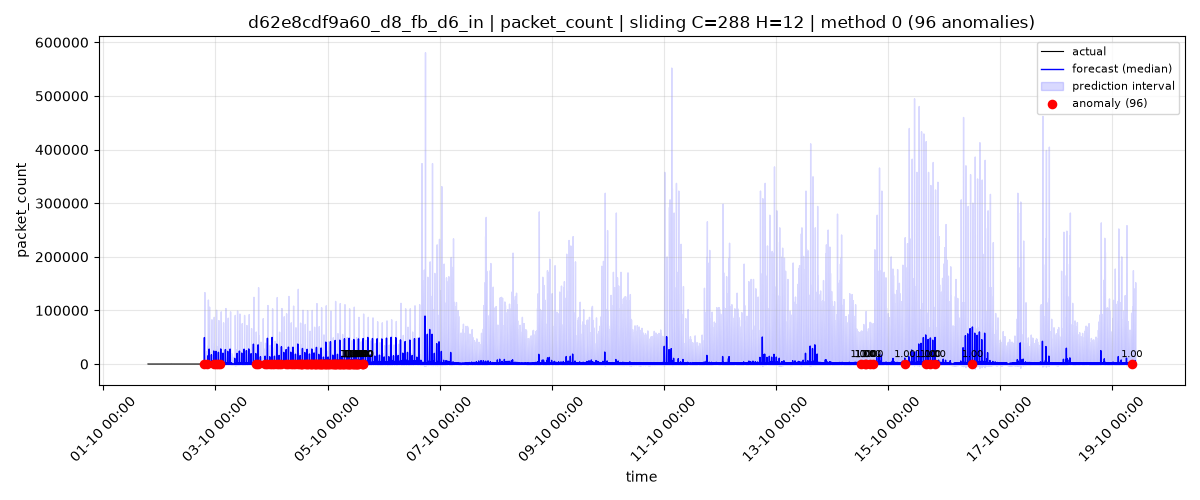 d62e8cdf9a60_d8_fb_d6_in | packet_count | sliding C=288 H=12 | method 0 (96 anomalies)
actual
forecast (median)
prediction interval
anomaly (96)
packet_count
600000
500000
400000
300000
200000
100000
0
1.00
1.00
1.00
01-10 00:00
03-10 00:00
05-10 00:00
07-10 00:00
09-10 00:00
11-10 00:00
13-10 00:00
15-10 00:00
17-10 00:00
19-10 00:00
time